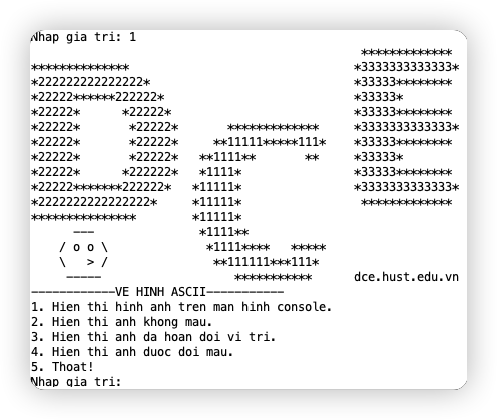 Nhap gia tri: 1
                                               *************
**************                                *3333333333333*
*222222222222222*                             *33333********
*22222******222222*                           *33333*
*22222*      *22222*                          *33333********
*22222*       *22222*       *************     *3333333333333*
*22222*       *22222*     **11111*****111*    *33333********
*22222*       *22222*   **1111**       **     *33333*
*22222*      *222222*   *1111*                *33333********
*22222*******222222*   *11111*                *3333333333333*
*2222222222222222*     *11111*                 *************
***************        *11111*
      ---               *1111**
    / o o \              *1111****   *****
    \   > /               **111111***111*
     -----                   ***********      dce.hust.edu.vn
------------VE HINH ASCII-----------
1. Hien thi hinh anh tren man hinh console.
2. Hien thi anh khong mau.
3. Hien thi anh da hoan doi vi tri.
4. Hien thi anh duoc doi mau.
5. Thoat!
Nhap gia tri: